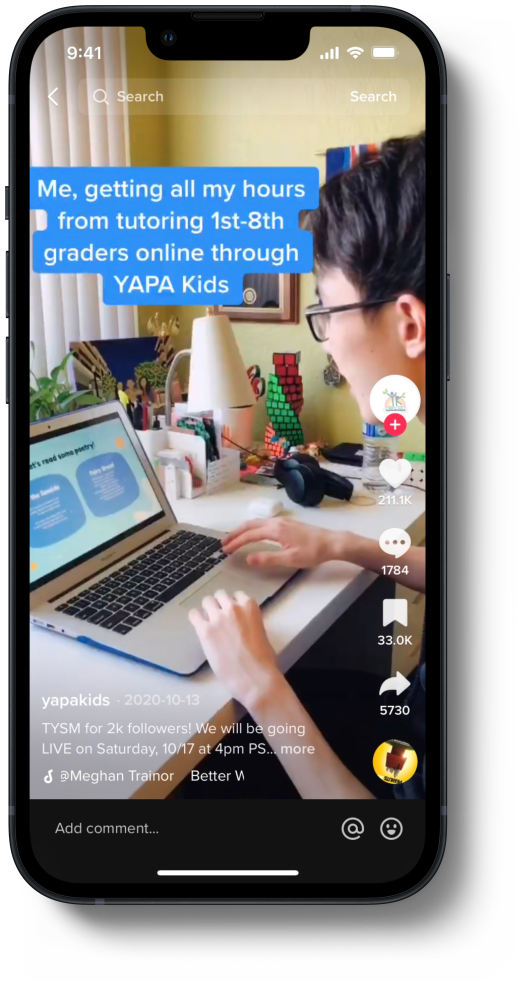 9:41
Search
Search
Me, getting all my hours
from tutoring 1st-8th
graders online through
YAPA Kids
let's read some poetry!
211.1K
1784
33.0K
5730
yapakids · 2020-10-13
TYSM for 2k followers! We will be going
LIVE on Saturday, 10/17 at 4pm PS... more
@Meghan Trainor Better W
Add comment...